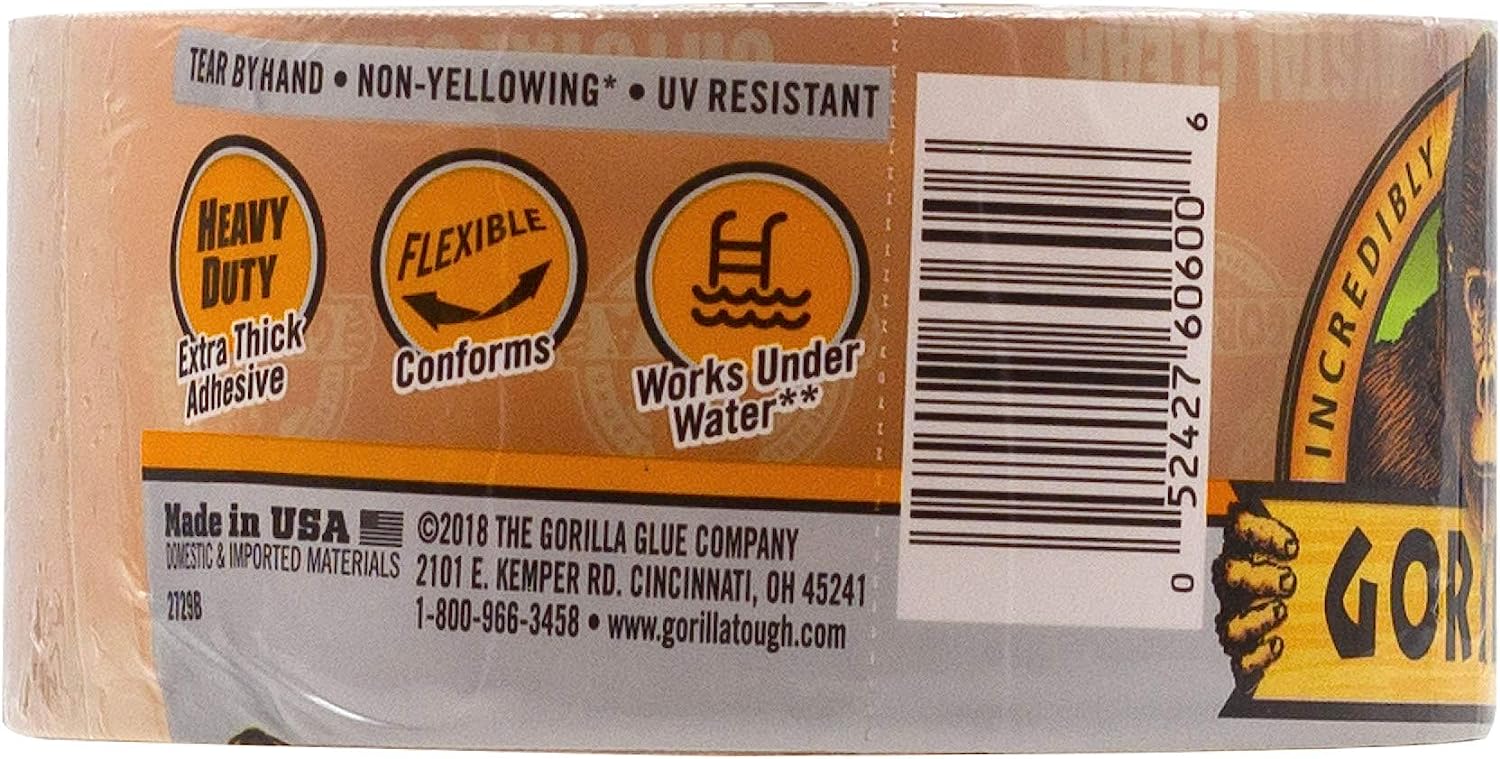 TEAR BY HAND • NON-YELLOWING* • UV RESISTANT
HEAVY
DUTY
Extra Thick
Adhesive
FLEXIBLE
Conforms
Works Under
Water**
Made in USA
DOMESTIC & IMPORTED MATERIALS
2729B
©2018 THE GORILLA GLUE COMPANY
2101 E. KEMPER RD. CINCINNATI, OH 45241
1-800-966-3458 • www.gorillatough.com
0 52427 60600 6
INCREDIBLY
GOR